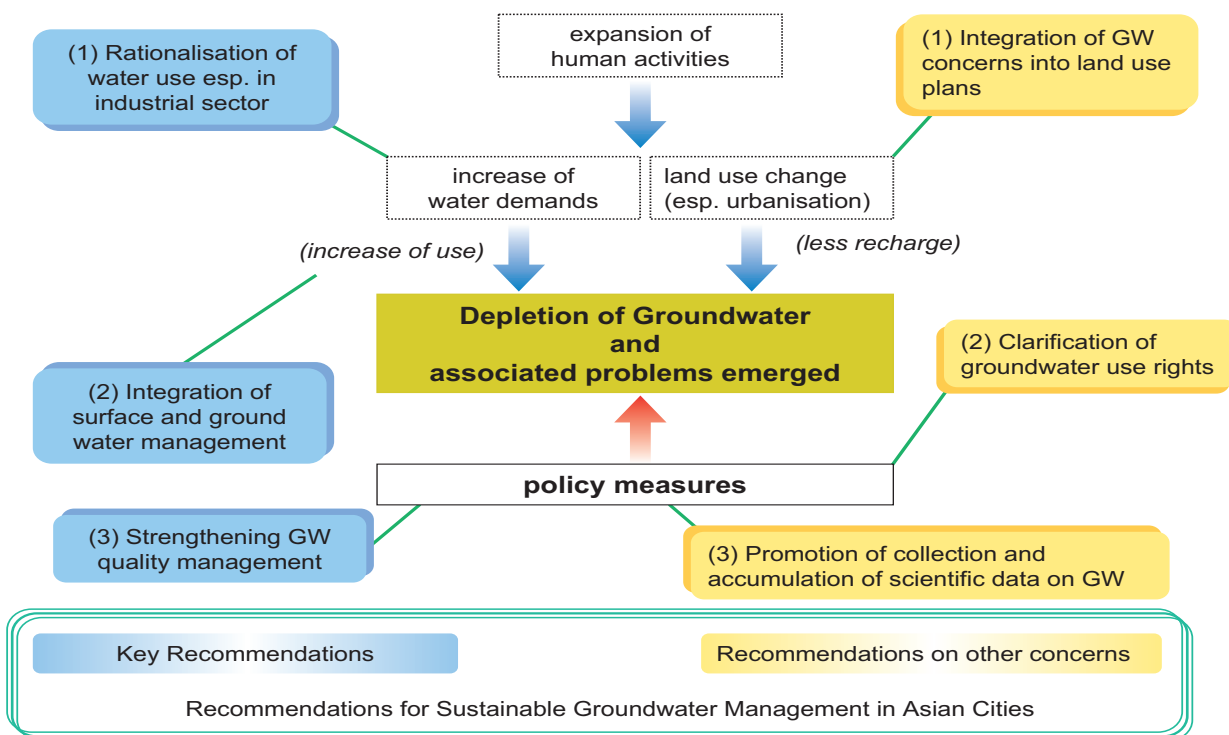 (1) Rationalisation of
water use esp. in
industrial sector
expansion of
human activities
(1) Integration of GW
concerns into land use
plans
increase of
water demands
land use change
(esp. urbanisation)
(increase of use)
(less recharge)
Depletion of Groundwater
and
associated problems emerged
(2) Clarification of
groundwater use rights
(2) Integration of
surface and ground
water management
policy measures
(3) Strengthening GW
quality management
(3) Promotion of collection and
accumulation of scientific data on GW
Key Recommendations
Recommendations on other concerns
Recommendations for Sustainable Groundwater Management in Asian Cities